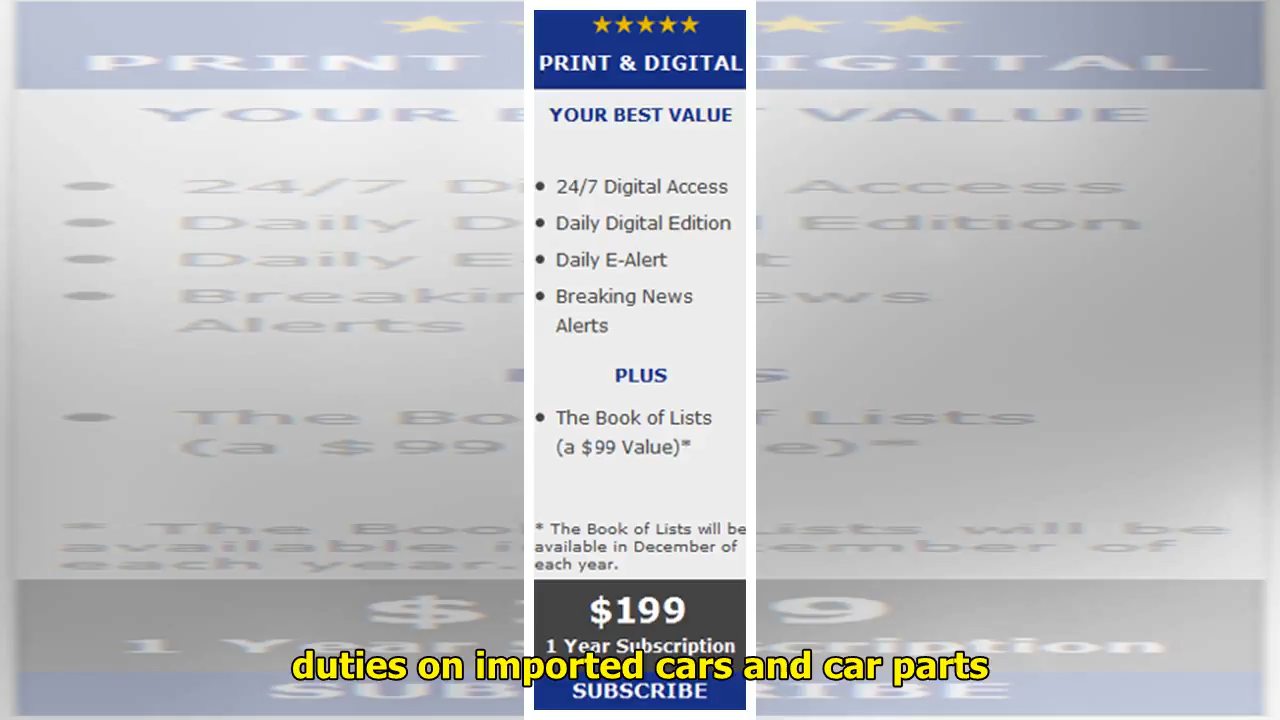 ★★★★★
PRINT & DIGITAL
YOUR BEST VALUE
• 24/7 Digital Access
• Daily Digital Edition
• Daily E-Alert
• Breaking News
Alerts
PLUS
• The Book of Lists
(a $99 Value)*
* The Book of Lists will be
available in December of
each year.
$199
1 Year Subscription
duties on imported cars and car parts
SUBSCRIBE